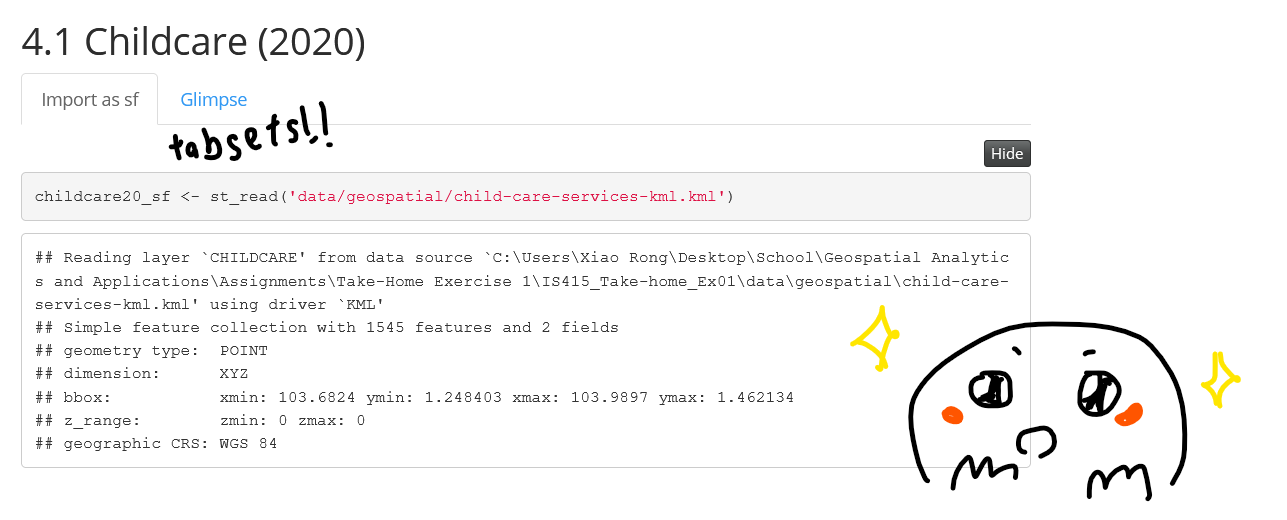 4.1 Childcare (2020)
Import as sf Glimpse
tabsets!!
Hide
childcare20_sf <- st_read('data/geospatial/child-care-services-kml.kml')
## Reading layer `CHILDCARE' from data source `C:\Users\Xiao Rong\Desktop\School\Geospatial Analytic
s and Applications\Assignments\Take-Home Exercise 1\IS415_Take-home_Ex01\data\geospatial\child-care-
services-kml.kml' using driver `KML'
## Simple feature collection with 1545 features and 2 fields
## geometry type:  POINT
## dimension:      XYZ
## bbox:           xmin: 103.6824 ymin: 1.248403 xmax: 103.9897 ymax: 1.462134
## z_range:        zmin: 0 zmax: 0
## geographic CRS: WGS 84